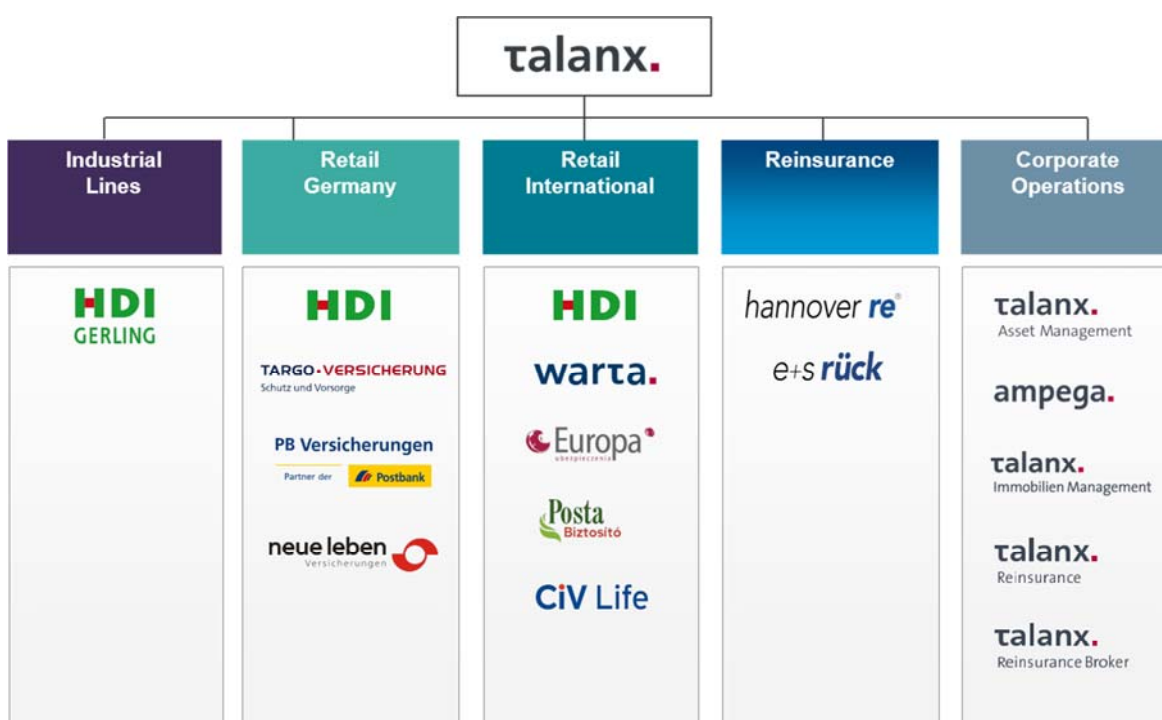 talanx.
Industrial
Lines
Retail
Germany
Retail
International
Reinsurance
Corporate
Operations
HDI
GERLING
HDI
TARGO-VERSICHERUNG
Schutz und Vorsorge
PB Versicherungen
Partner der Postbank
neue leben
Versicherungen
HDI
warta.
Europa
ubezpieczenia
Posta
Biztosító
CiV Life
hannover re®
e+s rück
talanx.
Asset Management
ampega.
talanx.
Immobilien Management
talanx.
Reinsurance
talanx.
Reinsurance Broker